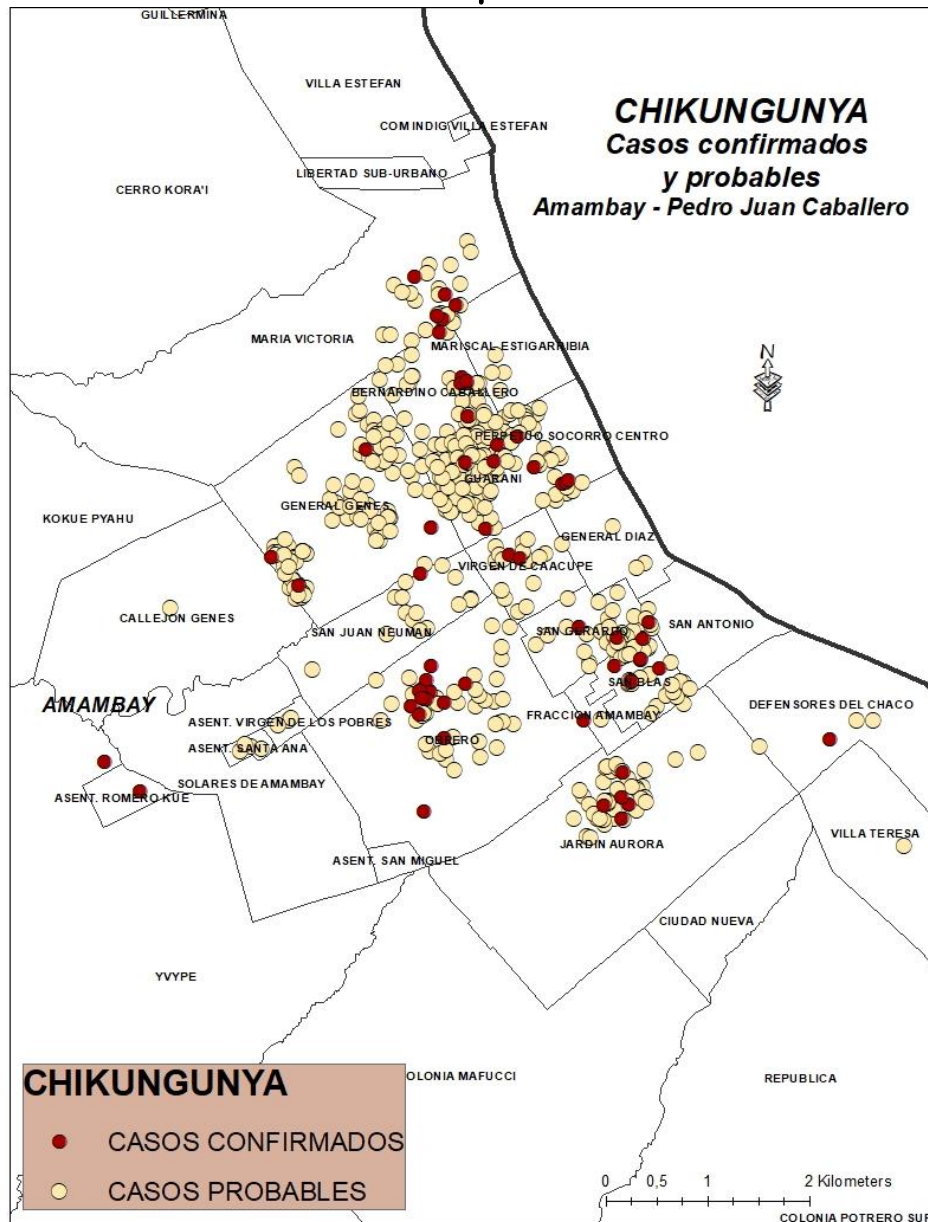 GUILLERMINA
VILLA ESTEFAN
COM INDIG VILLA ESTEFAN
LIBERTAD SUB-URBANO
CERRO KORA'I
CHIKUNGUNYA
Casos confirmados
y probables
Amambay - Pedro Juan Caballero
N
MARIA VICTORIA
MARISCAL ESTIGARRIBIA
BERNARDINO CABALLERO
PERPETUO SOCORRO CENTRO
GUARANI
GENERAL GENES
KOKUE PYAHU
GENERAL DIAZ
VIRGEN DE CAACUPE
CALLEJON GENES
SAN JUAN NEUMAN
SAN GERARDO
SAN ANTONIO
SAN BLAS
AMAMBAY
ASENT. VIRGEN DE LOS POBRES
FRACCION AMAMBAY
DEFENSORES DEL CHACO
OBRERO
ASENT. SANTA ANA
SOLARES DE AMAMBAY
ASENT. ROMERO KUE
VILLA TERESA
JARDIN AURORA
ASENT. SAN MIGUEL
CIUDAD NUEVA
YVYPE
OLONIA MAFUCCI
REPUBLICA
CHIKUNGUNYA
CASOS CONFIRMADOS
CASOS PROBABLES
0 0,5 1 2 Kilometers
COLONIA POTRERO SUR